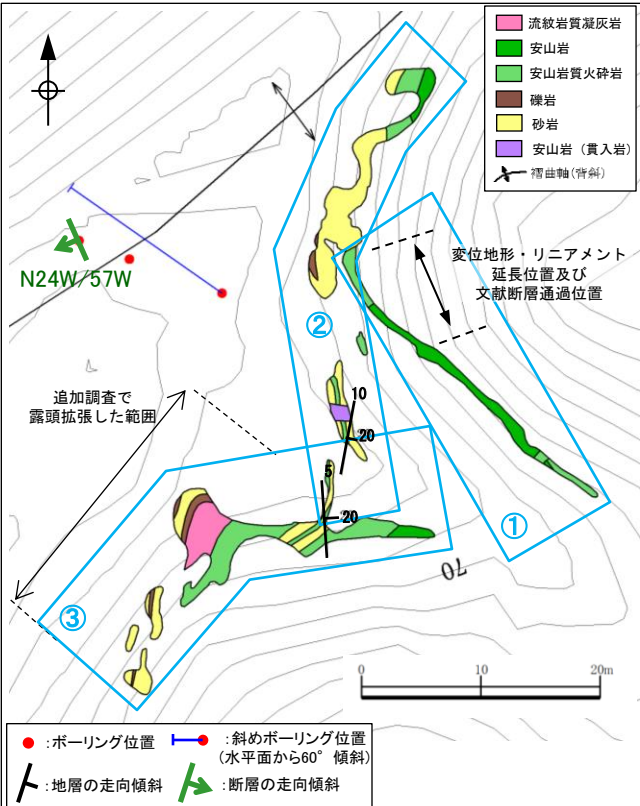 流紋岩質凝灰岩
安山岩
安山岩質火砕岩
礫岩
砂岩
安山岩（貫入岩）
褶曲軸(背斜)
N24W/57W
変位地形・リニアメント
延長位置及び
文献断層通過位置
②
追加調査で
露頭拡張した範囲
10
20
5
20
①
70
③
0 10 20m
:ボーリング位置
:斜めボーリング位置
(水平面から60°傾斜)
:地層の走向傾斜
:断層の走向傾斜